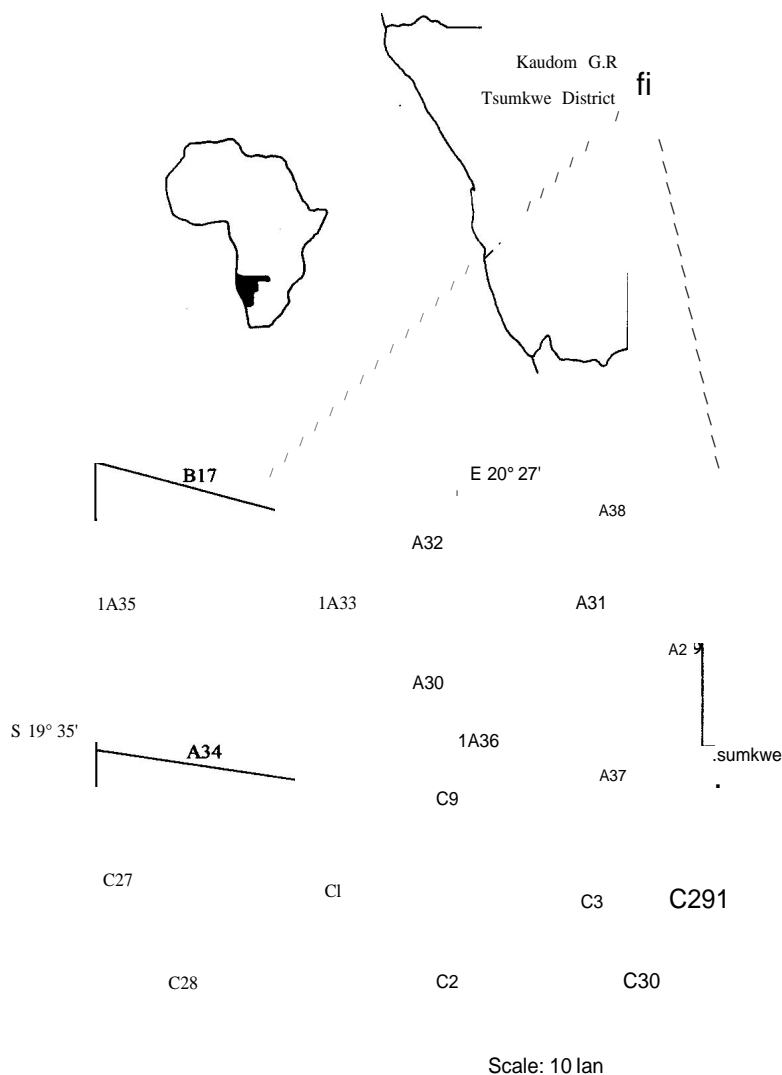 Kaudom G.R
fi
Tsumkwe District
B17
E 20° 27'
A38
A32
1A35
1A33
A31
A2 9
A30
S 19° 35'
A34
1A36
.sumkwe
A37
C9
C27
Cl
C3
C291
C28
C2
C30
Scale: 10 lan